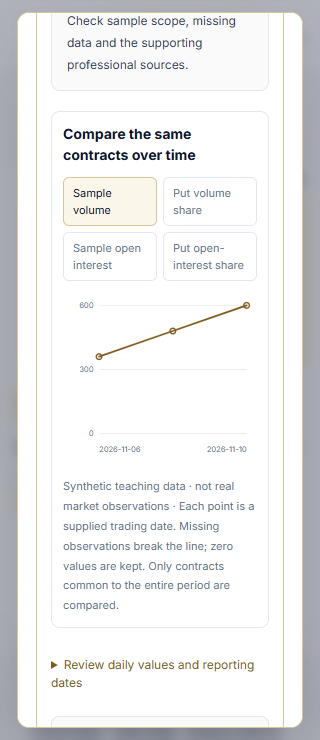 Check sample scope, missing
data and the supporting
professional sources.
Compare the same
contracts over time
Sample
volume
Put volume
share
Sample open
interest
Put open-
interest share
600
300
0
2026-11-06
2026-11-10
Synthetic teaching data · not real
market observations · Each point is a
supplied trading date. Missing
observations break the line; zero
values are kept. Only contracts
common to the entire period are
compared.
▶ Review daily values and reporting
dates